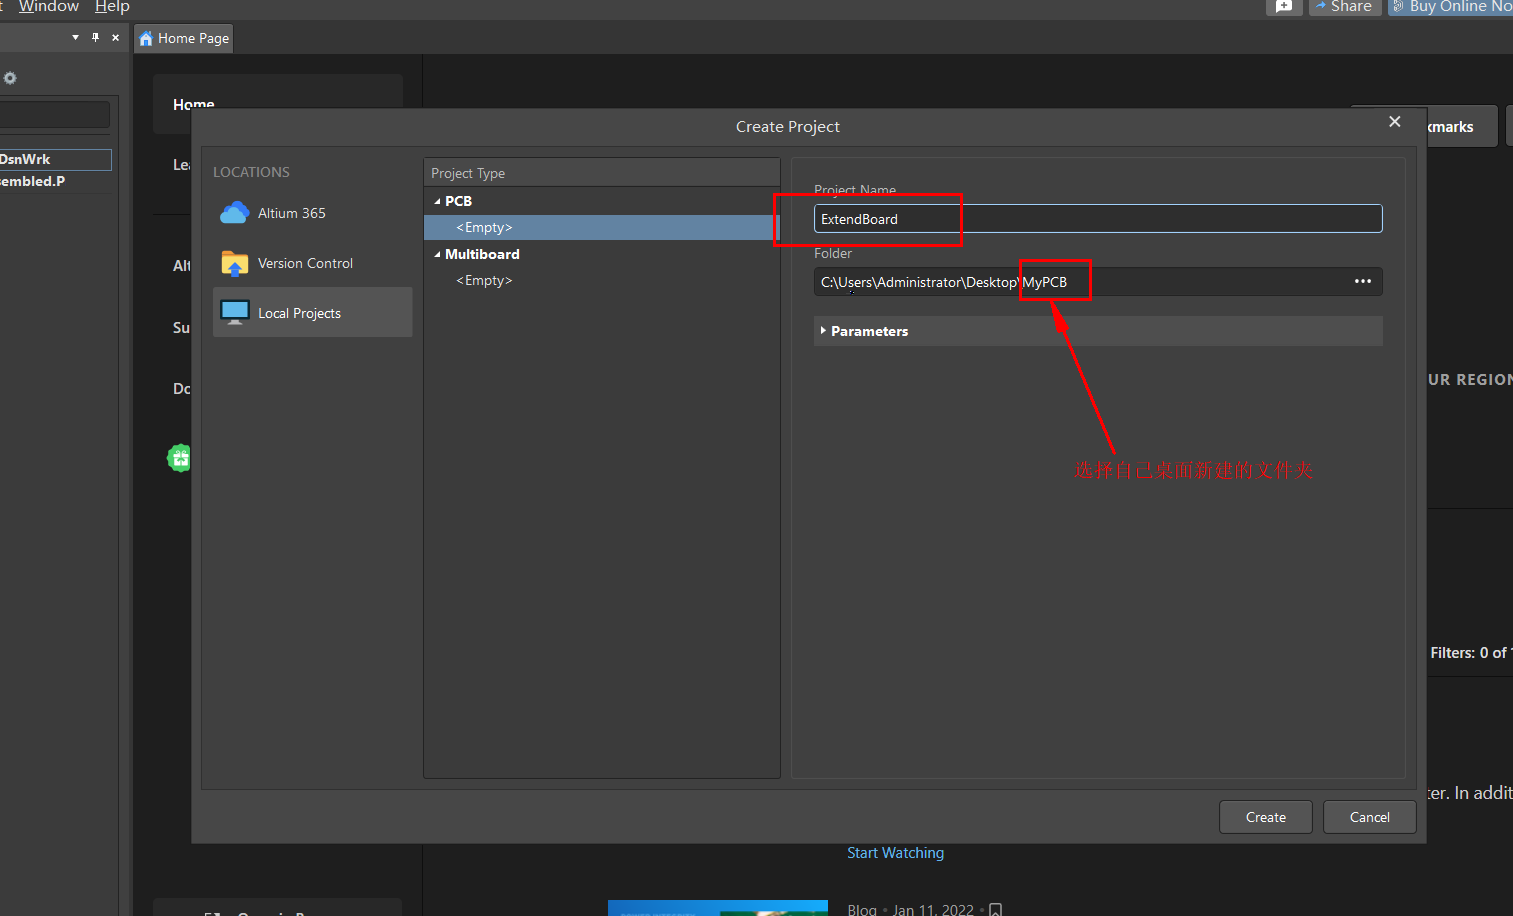 Window Help
Share
Buy Online No
Home Page
Home
DsnWrk
sembled.P
Lea
Alt
Su
Do
Create Project
kmarks
LOCATIONS
Altium 365
Version Control
Local Projects
Project Type
PCB
<Empty>
Multiboard
<Empty>
Project Name
ExtendBoard
Folder
C:\Users\Administrator\Desktop\MyPCB
Parameters
选择自己桌面新建的文件夹
UR REGION
Filters: 0 of
ter. In addit
Create
Cancel
Start Watching
Blog • Jan 11, 2022 •